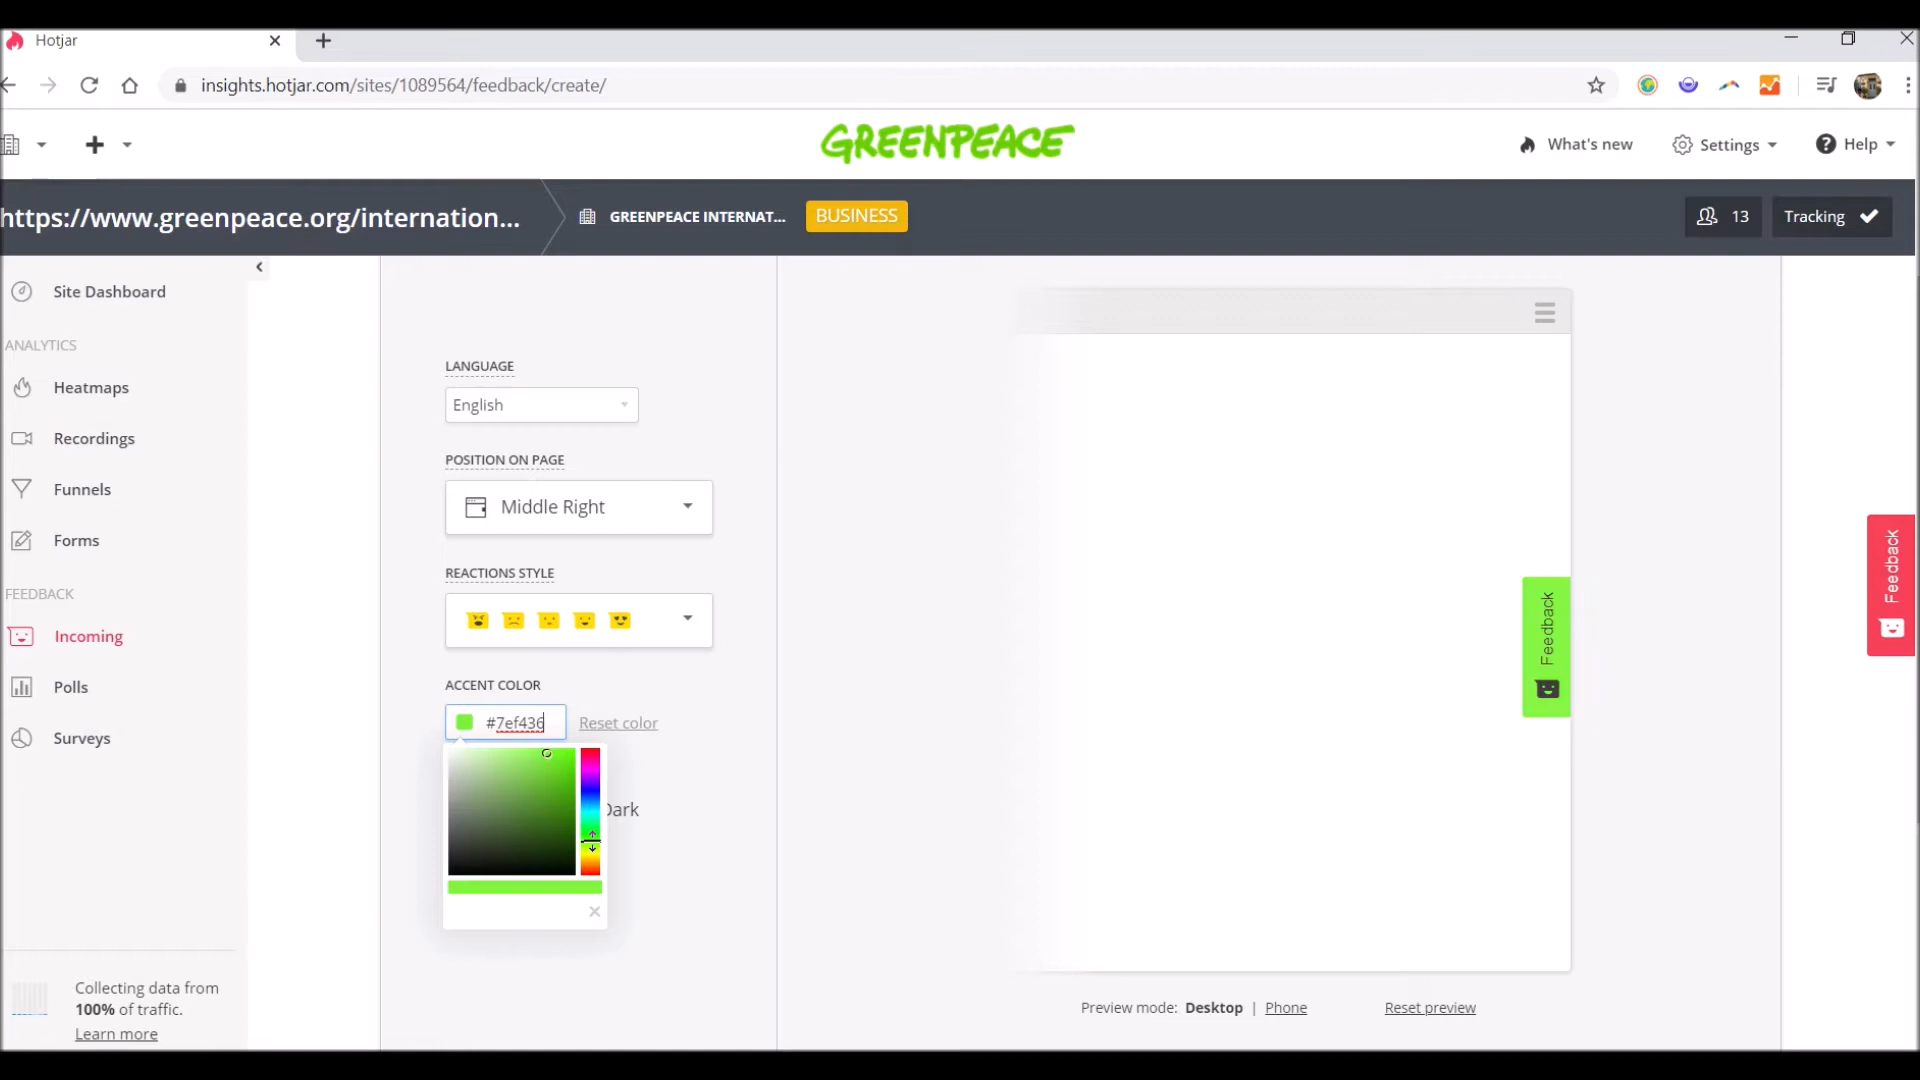 Hotjar
insights.hotjar.com/sites/1089564/feedback/create/
GREENPEACE
What's new
Settings
Help
https://www.greenpeace.org/internation...
GREENPEACE INTERNAT...
BUSINESS
13
Tracking
Site Dashboard
ANALYTICS
Heatmaps
Recordings
Funnels
Forms
FEEDBACK
Incoming
Polls
Surveys
Collecting data from
100% of traffic.
Learn more
LANGUAGE
English
POSITION ON PAGE
Middle Right
REACTIONS STYLE
ACCENT COLOR
#7ef436
Reset color
Dark
Feedback
Feedback
Preview mode: Desktop | Phone
Reset preview